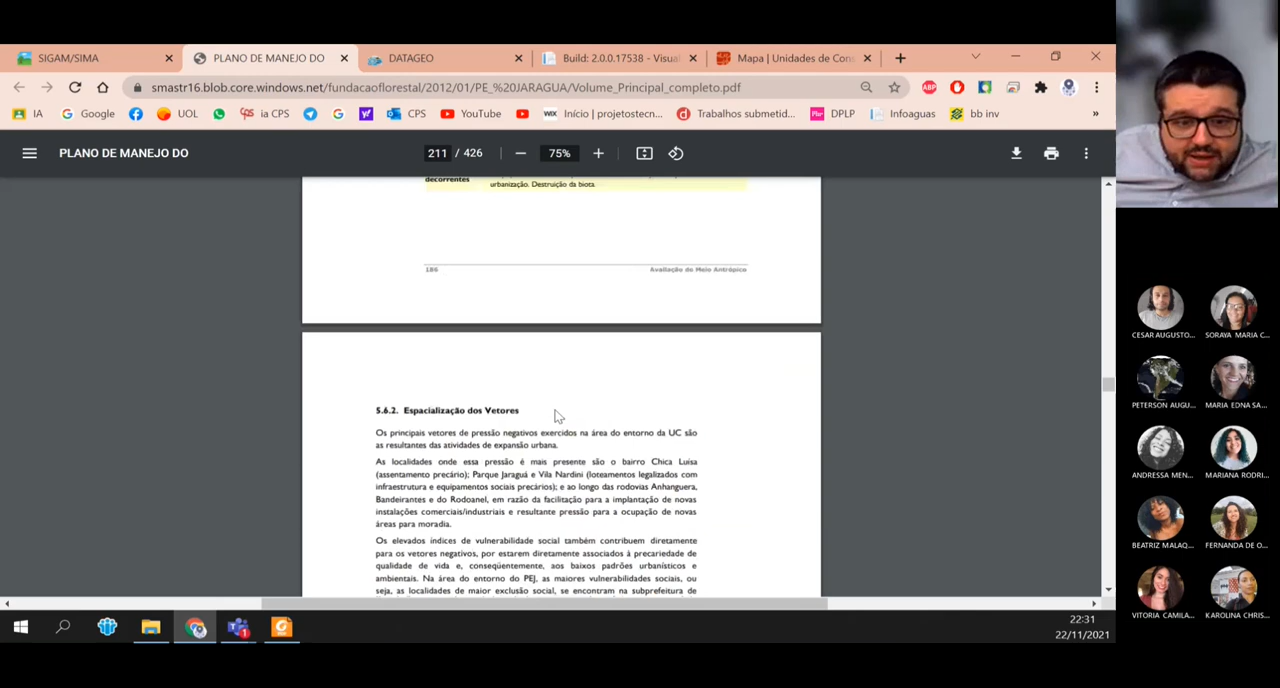 SIGAM/SIMA
PLANO DE MANEJO DO
DATAGEO
Build: 2.0.0.17538 - Visual
Mapa | Unidades de Cons
smastr16.blob.core.windows.net/fundacaoflorestal/2012/01/PE_%20JARAGUA/Volume_Principal_completo.pdf
ABP
IA
Google
UOL
ia CPS
CPS
YouTube
WIX
Início | projetostecn...
Trabalhos submetid...
DPLP
Infoaguas
bb inv
»
PLANO DE MANEJO DO
211 / 426
75%
decorrentes
urbanização. Destruição da biota.
186
Avaliação do Meio Antrópico
5.6.2. Espacialização dos Vetores
Os principais vetores de pressão negativos exercidos na área do entorno da UC são
as resultantes das atividades de expansão urbana.
As localidades onde essa pressão é mais presente são o bairro Chica Luísa
(assentamento precário); Parque Jaraguá e Vila Nardini (loteamentos legalizados com
infraestrutura e equipamentos sociais precários); e ao longo das rodovias Anhanguera,
Bandeirantes e do Rodoanel, em razão da facilitação para a implantação de novas
instalações comerciais/industriais e resultante pressão para a ocupação de novas
áreas para moradia.
Os elevados índices de vulnerabilidade social também contribuem diretamente
para os vetores negativos, por estarem diretamente associados à precariedade de
qualidade de vida e, conseqüentemente, aos baixos padrões urbanísticos e
ambientais. Na área do entorno do PEJ, as maiores vulnerabilidades sociais, ou
seja, as localidades de maior exclusão social, se encontram na subprefeitura de
22:31
22/11/2021
CESAR AUGUSTO...
SORAYA MARIA C...
PETERSON AUGU...
MARIA EDNA SA...
ANDRESSA MEN...
MARIANA RODRI...
BEATRIZ MALAQ...
FERNANDA DE O...
VITORIA CAMILA...
KAROLINA CHRIS...